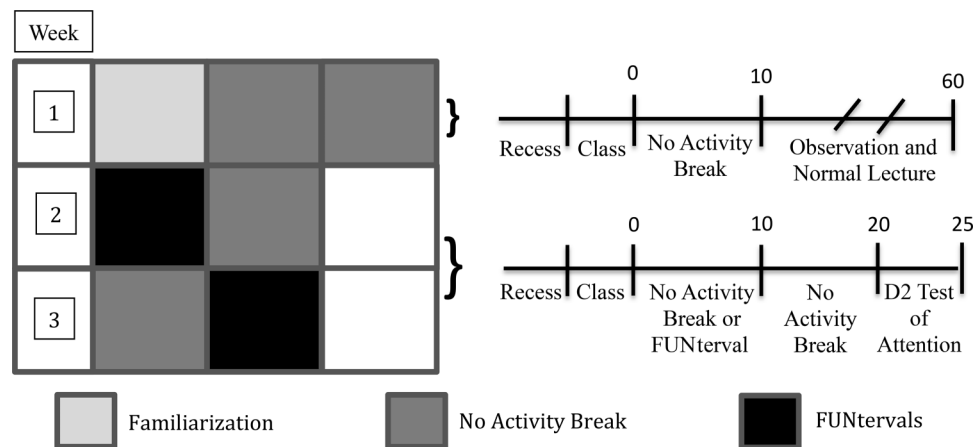 Week
1
2
3
0 10 60
Recess Class No Activity Observation and
Break Normal Lecture
0 10 20 25
Recess Class No Activity No D2 Test
Break or Activity of
FUNterval Break Attention
Familiarization No Activity Break FUNtervals